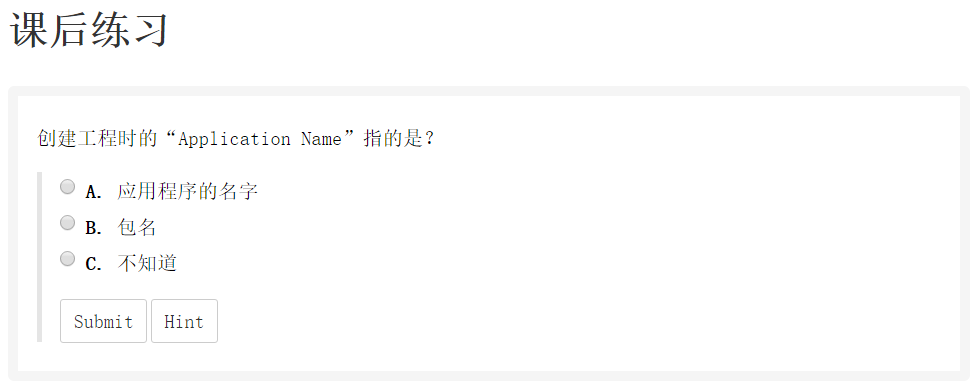 课后练习
创建工程时的“Application Name”指的是？
A. 应用程序的名字
B. 包名
C. 不知道
Submit Hint